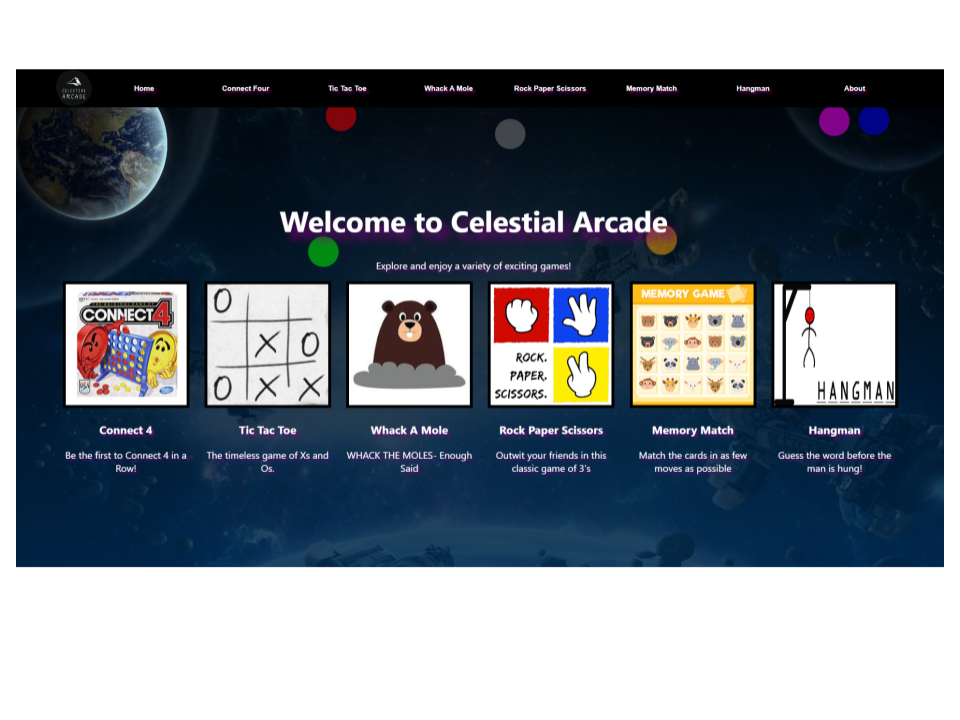 CELESTIAL
ARCADE
Home
Connect Four
Tic Tac Toe
Whack A Mole
Rock Paper Scissors
Memory Match
Hangman
About
Welcome to Celestial Arcade
Explore and enjoy a variety of exciting games!
CONNECT 4
O
X O
O X X
ROCK.
PAPER.
SCISSORS.
MEMORY GAME
HANGMAN
Connect 4
Be the first to Connect 4 in a
Row!
Tic Tac Toe
The timeless game of Xs and
Os.
Whack A Mole
WHACK THE MOLES- Enough
Said
Rock Paper Scissors
Outwit your friends in this
classic game of 3's
Memory Match
Match the cards in as few
moves as possible
Hangman
Guess the word before the
man is hung!